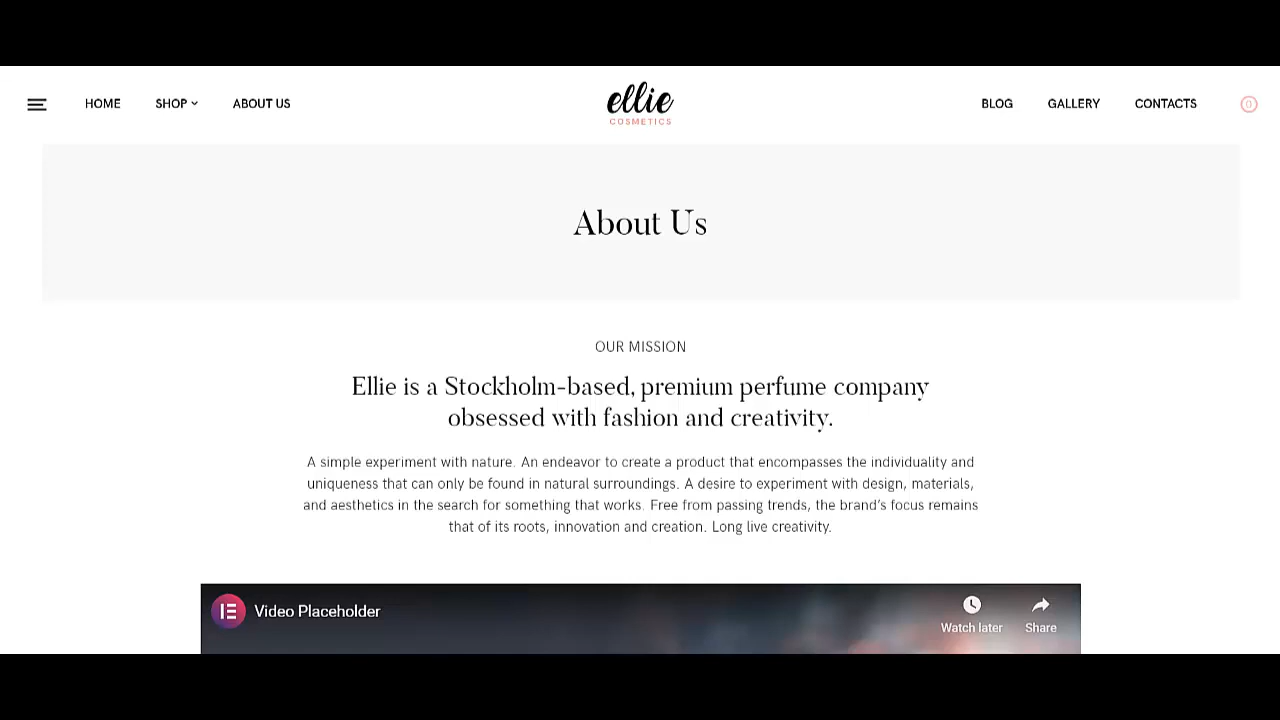 HOME SHOP ABOUT US ellie BLOG GALLERY CONTACTS 0
COSMETICS
About Us
OUR MISSION
Ellie is a Stockholm-based, premium perfume company
obsessed with fashion and creativity.
A simple experiment with nature. An endeavor to create a product that encompasses the individuality and
uniqueness that can only be found in natural surroundings. A desire to experiment with design, materials,
and aesthetics in the search for something that works. Free from passing trends, the brand’s focus remains
that of its roots, innovation and creation. Long live creativity.
Video Placeholder
Watch later Share